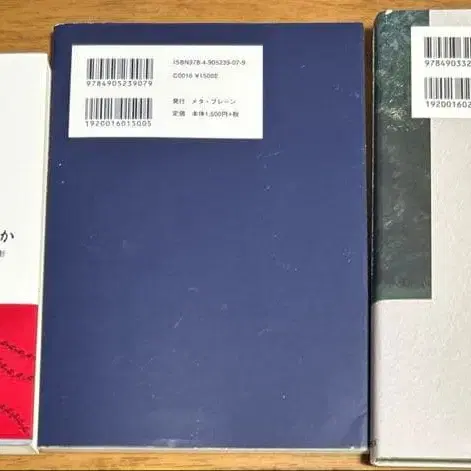 か
形
9784905239079
1920016015005
ISBN978-4-905239-07-9
C0016 ¥1500E
発行 メタ・ブレーン
定価 本体1,500円+税
978490332
192001602